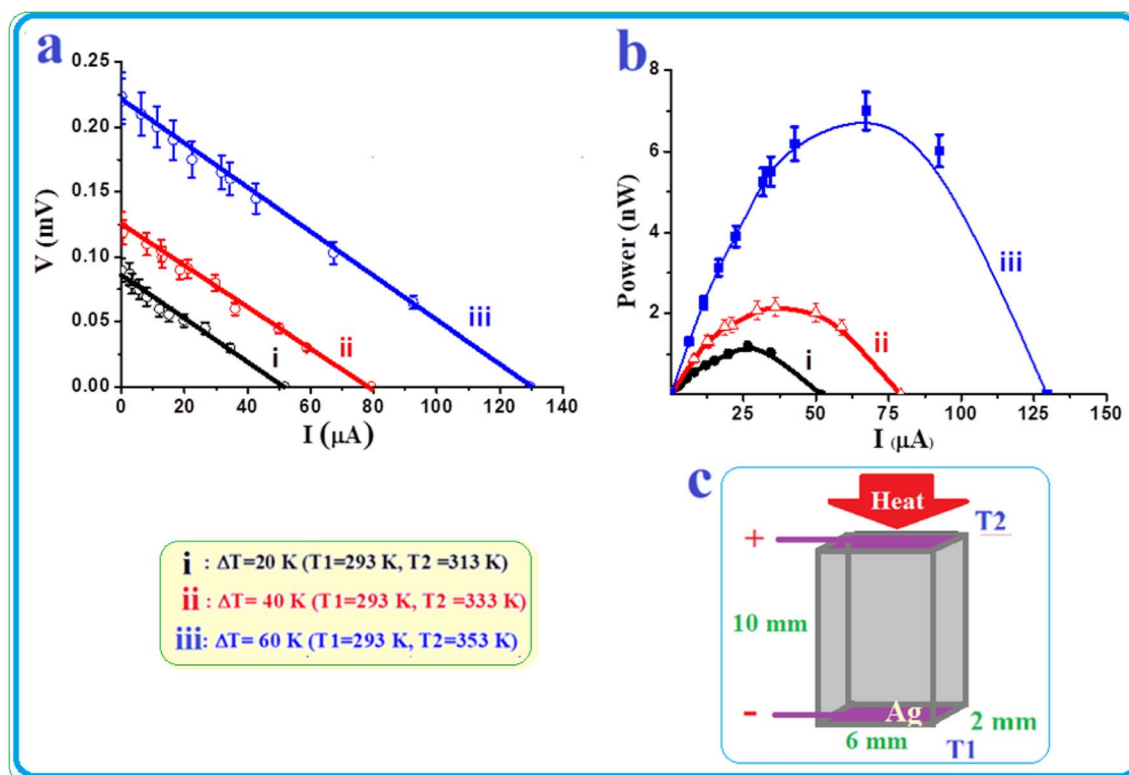 a
0.25
0.20
0.15
0.10
0.05
0.00
V (mV)
0 20 40 60 80 100 120 140
I (μA)
i
ii
iii
b
8
6
4
2
Power (nW)
25 50 75 100 125 150
I (μA)
i
ii
iii
i : ΔT=20 K (T1=293 K, T2 =313 K)
ii : ΔT= 40 K (T1=293 K, T2 =333 K)
iii: ΔT= 60 K (T1=293 K, T2=353 K)
c
Heat
T2
+
10 mm
-
Ag
2 mm
6 mm
T1